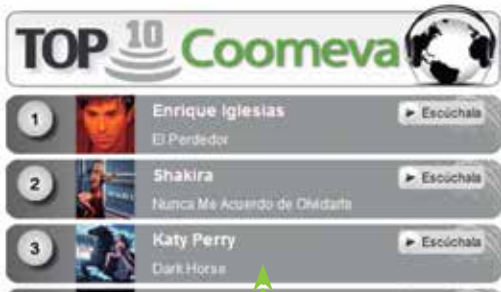 TOP 10 Coomeva
1
Enrique Iglesias
Escúchala
El Perdedor
2
Shakira
Escúchala
Nunca Me Acuerdo de Olvidarte
3
Katy Perry
Escúchala
Dark Horse